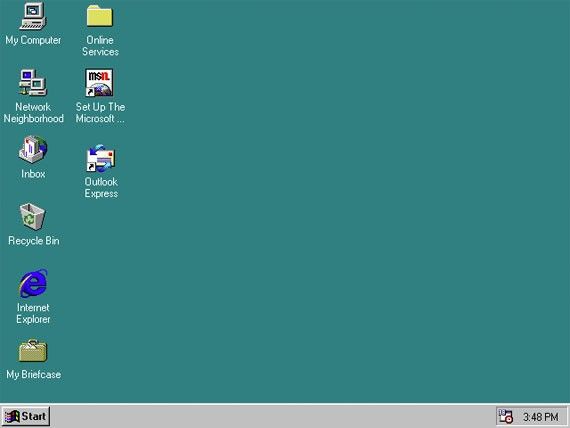 My Computer
Network
Neighborhood
Inbox
Recycle Bin
Internet
Explorer
My Briefcase
Online
Services
msn
Set Up The
Microsoft ...
Outlook
Express
Start
3:48 PM